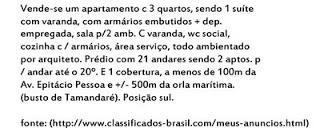 Vende-se um apartamento c 3 quartos, sendo 1 suíte
com varanda, com armários embutidos + dep.
empregada, sala p/2 amb. C varanda, wc social,
cozinha c / armários, área serviço, todo ambientado
por arquiteto. Prédio com 21 andares sendo 2 aptos. p
/ andar até o 20º. E 1 cobertura, a menos de 100m da
Av. Epitácio Pessoa e +/- 500m da orla marítima.
(busto de Tamandaré). Posição sul.
fonte: (http://www.classificados-brasil.com/meus-anuncios.html)